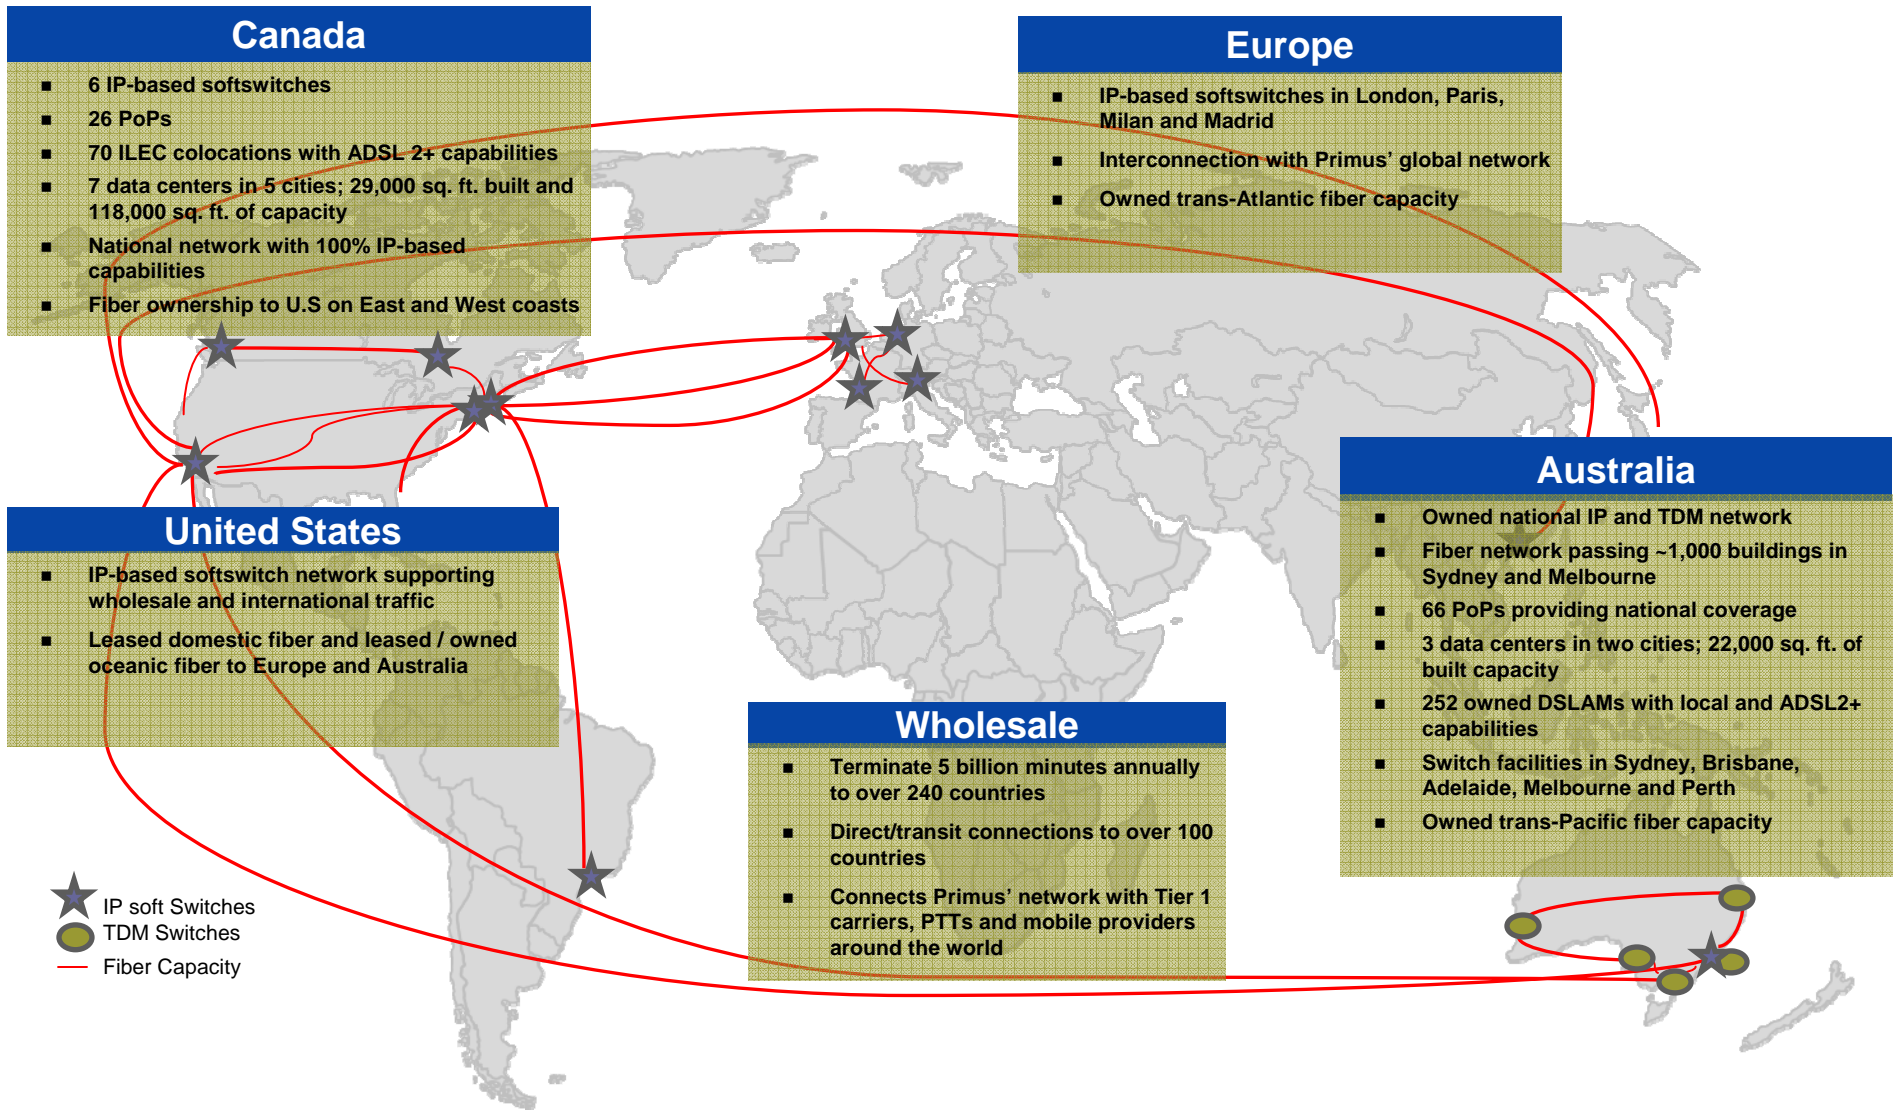 Canada
▪ 6 IP-based softswitches
▪ 26 PoPs
▪ 70 ILEC colocations with ADSL 2+ capabilities
▪ 7 data centers in 5 cities; 29,000 sq. ft. built and
118,000 sq. ft. of capacity
▪ National network with 100% IP-based
capabilities
▪ Fiber ownership to U.S on East and West coasts
Europe
▪ IP-based softswitches in London, Paris,
Milan and Madrid
▪ Interconnection with Primus’ global network
▪ Owned trans-Atlantic fiber capacity
United States
▪ IP-based softswitch network supporting
wholesale and international traffic
▪ Leased domestic fiber and leased / owned
oceanic fiber to Europe and Australia
Australia
▪ Owned national IP and TDM network
▪ Fiber network passing ~1,000 buildings in
Sydney and Melbourne
▪ 66 PoPs providing national coverage
▪ 3 data centers in two cities; 22,000 sq. ft. of
built capacity
▪ 252 owned DSLAMs with local and ADSL2+
capabilities
▪ Switch facilities in Sydney, Brisbane,
Adelaide, Melbourne and Perth
▪ Owned trans-Pacific fiber capacity
Wholesale
▪ Terminate 5 billion minutes annually
to over 240 countries
▪ Direct/transit connections to over 100
countries
▪ Connects Primus’ network with Tier 1
carriers, PTTs and mobile providers
around the world
IP soft Switches
TDM Switches
Fiber Capacity